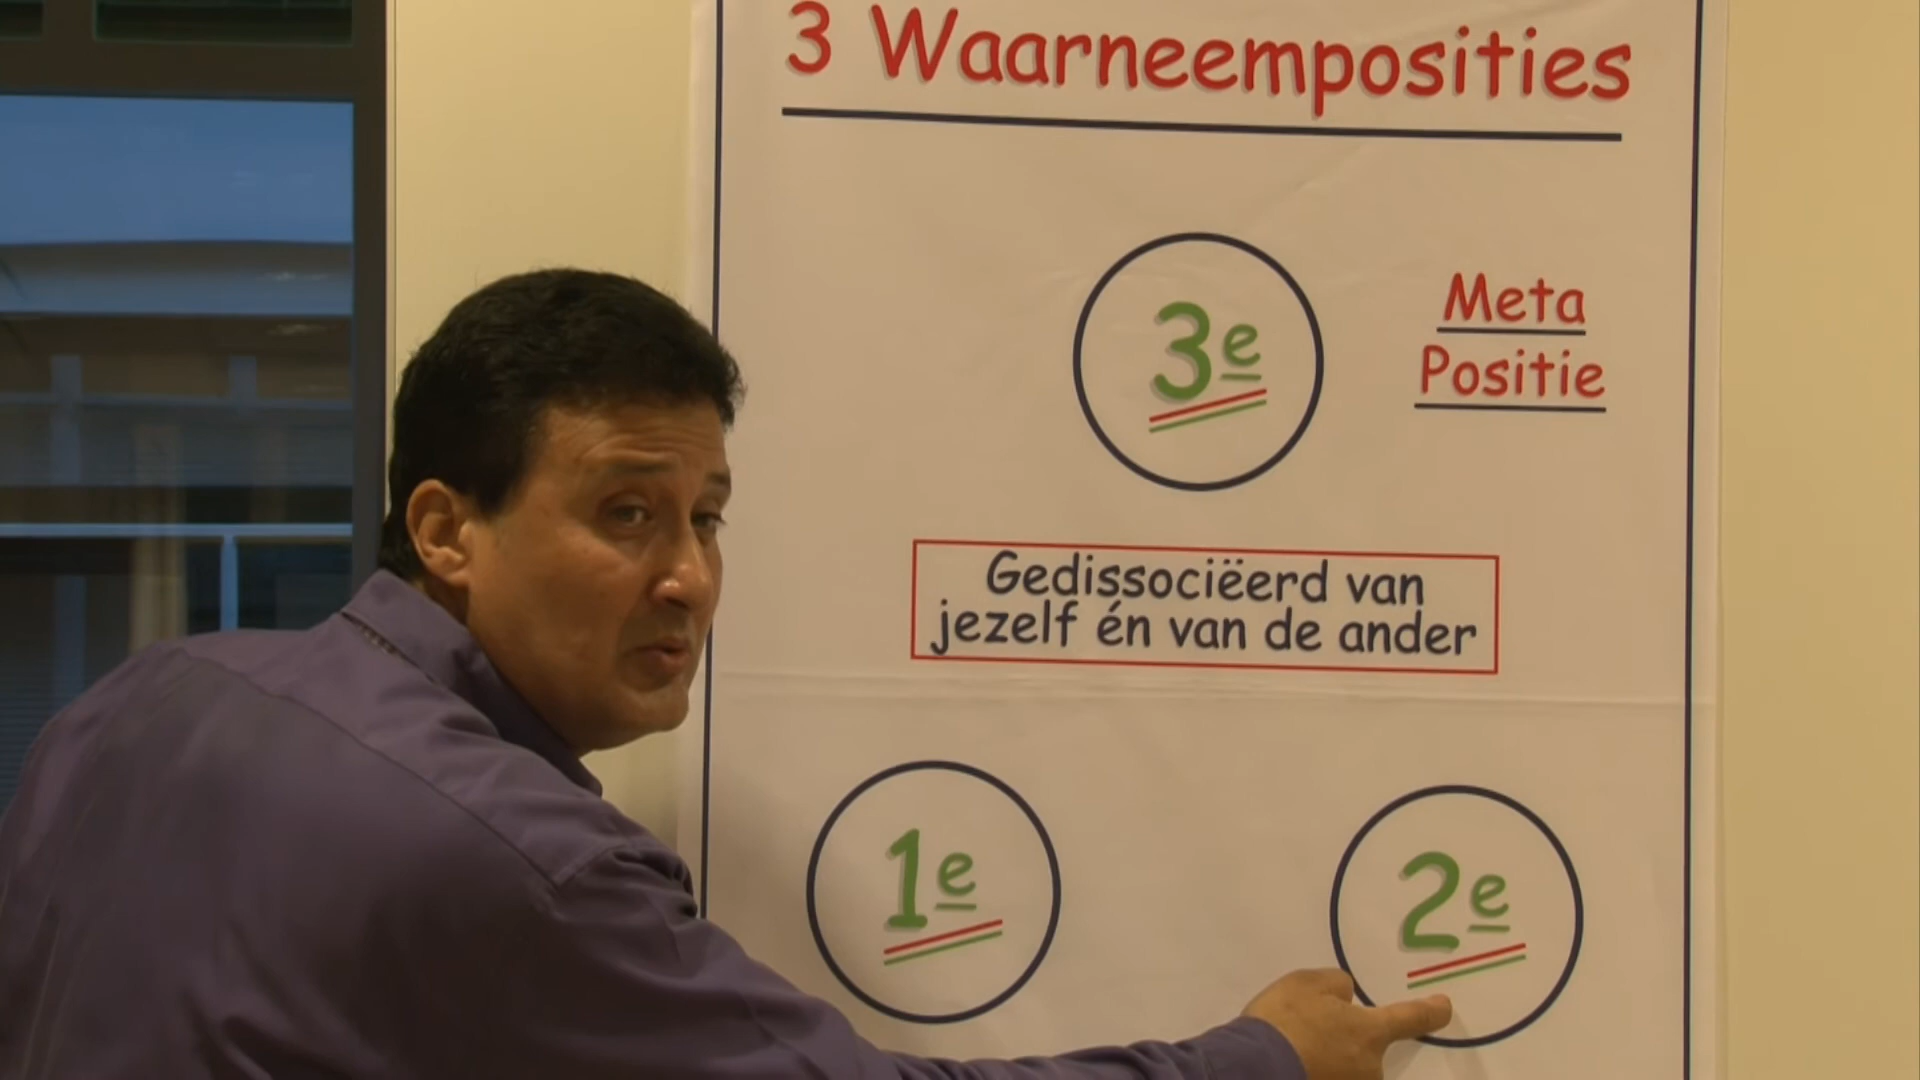 3 Waarneemposities
3e
Meta
Positie
Gedissociëerd van
jezelf én van de ander
1e
2e